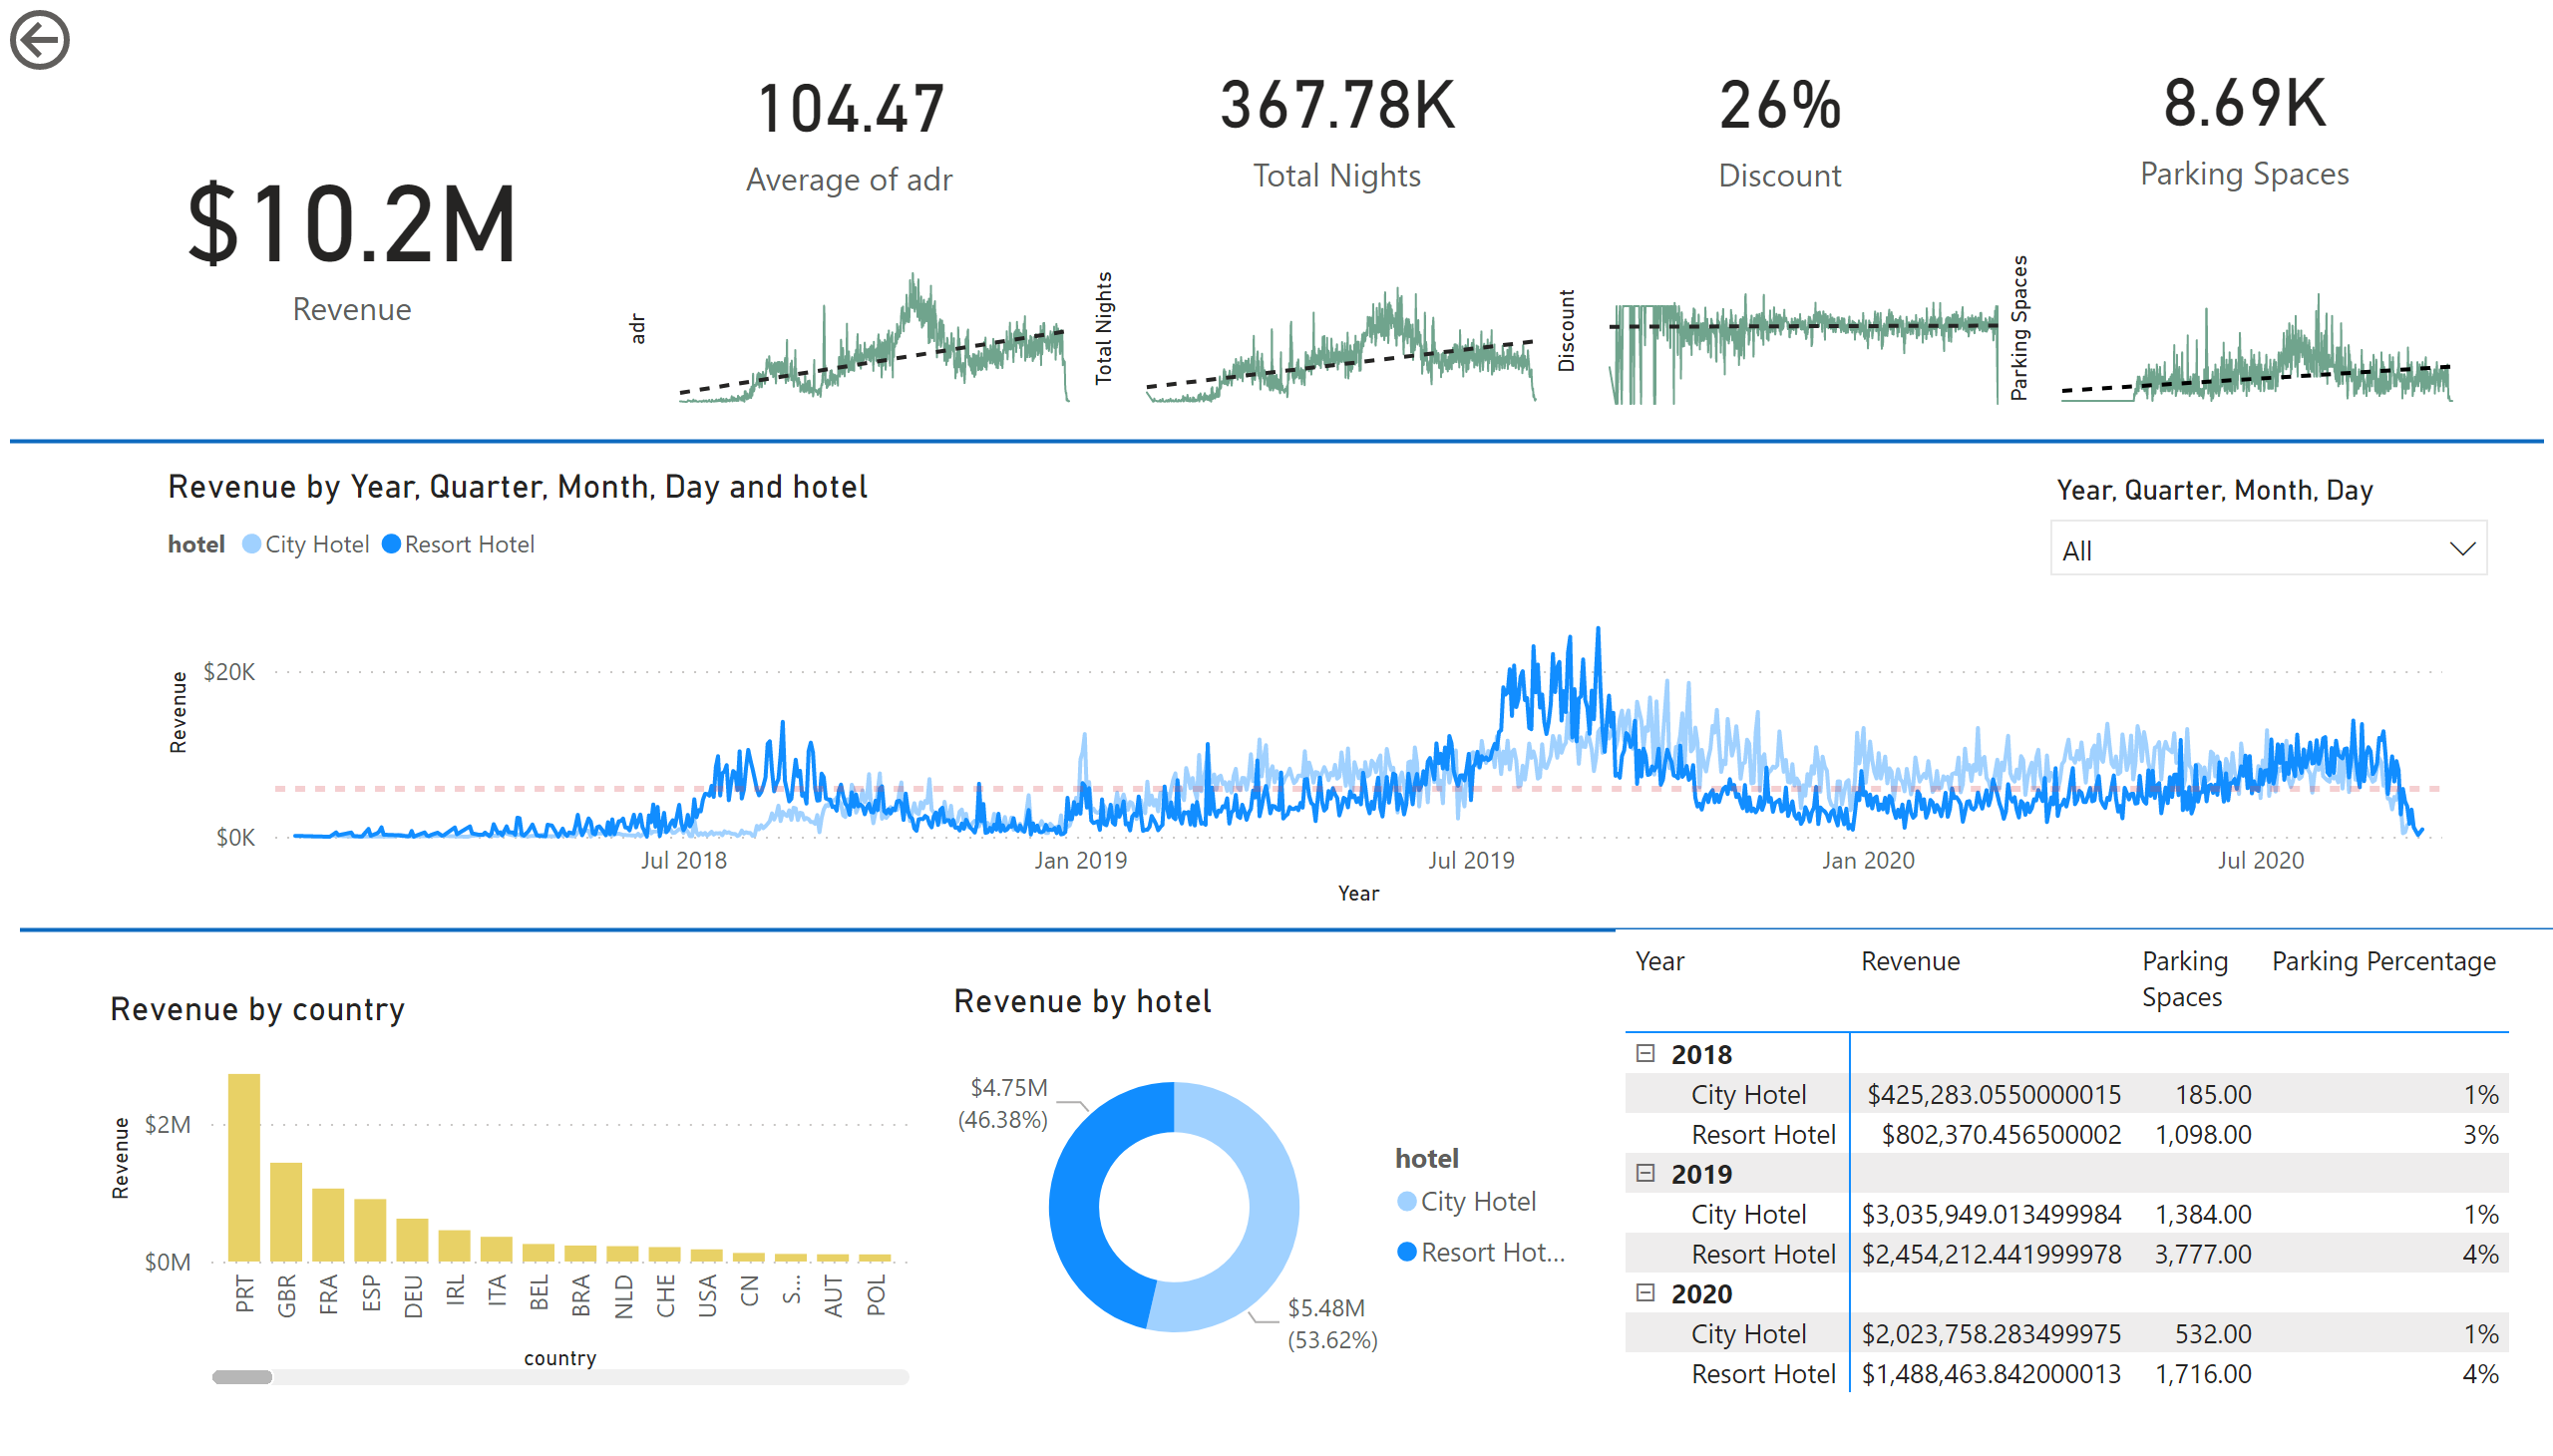 104.47
Average of adr
367.78K
Total Nights
26%
Discount
8.69K
Parking Spaces
$10.2M
Revenue
adr
Total Nights
Discount
Parking Spaces
Revenue by Year, Quarter, Month, Day and hotel
hotel City Hotel Resort Hotel
Year, Quarter, Month, Day
All
Revenue
$20K
$0K
Jul 2018 Jan 2019 Jul 2019 Jan 2020 Jul 2020
Year
Revenue by country
Revenue
$2M
$0M
PRT GBR FRA ESP DEU IRL ITA BEL BRA NLD CHE USA CN S... AUT POL
country
Revenue by hotel
$4.75M
(46.38%)
$5.48M
(53.62%)
hotel
City Hotel
Resort Hot...
Year Revenue Parking Spaces Parking Percentage
2018
City Hotel $425,283.0550000015 185.00 1%
Resort Hotel $802,370.456500002 1,098.00 3%
2019
City Hotel $3,035,949.013499984 1,384.00 1%
Resort Hotel $2,454,212.441999978 3,777.00 4%
2020
City Hotel $2,023,758.283499975 532.00 1%
Resort Hotel $1,488,463.842000013 1,716.00 4%